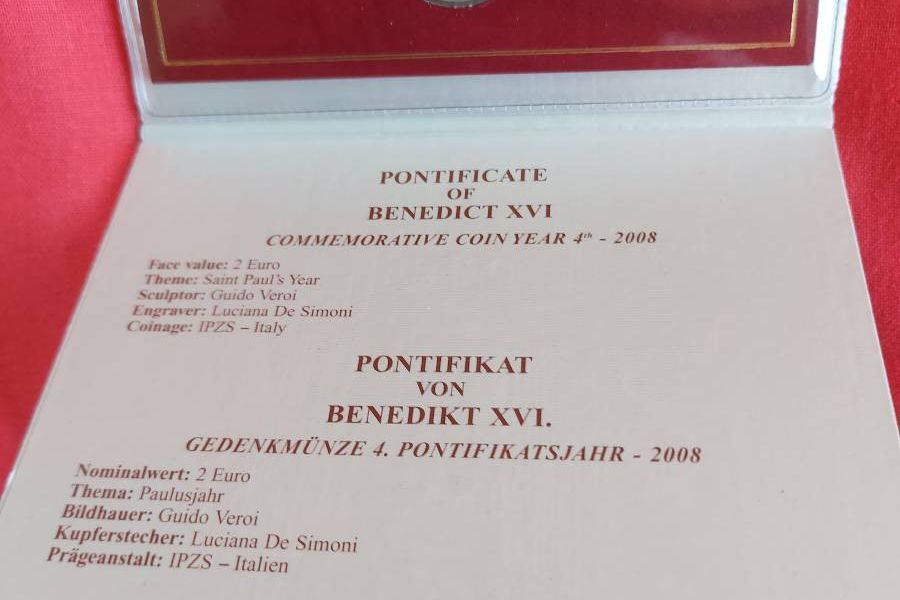 PONTIFICATE
OF
BENEDICT XVI
COMMEMORATIVE COIN YEAR 4th - 2008
Face value: 2 Euro
Theme: Saint Paul's Year
Sculptor: Guido Veroi
Engraver: Luciana De Simoni
Coinage: IPZS – Italy
PONTIFIKAT
VON
BENEDIKT XVI.
GEDENKMÜNZE 4. PONTIFIKATSJAHR - 2008
Nominalwert: 2 Euro
Thema: Paulusjahr
Bildhauer: Guido Veroi
Kupferstecher: Luciana De Simoni
Prägeanstalt: IPZS – Italien